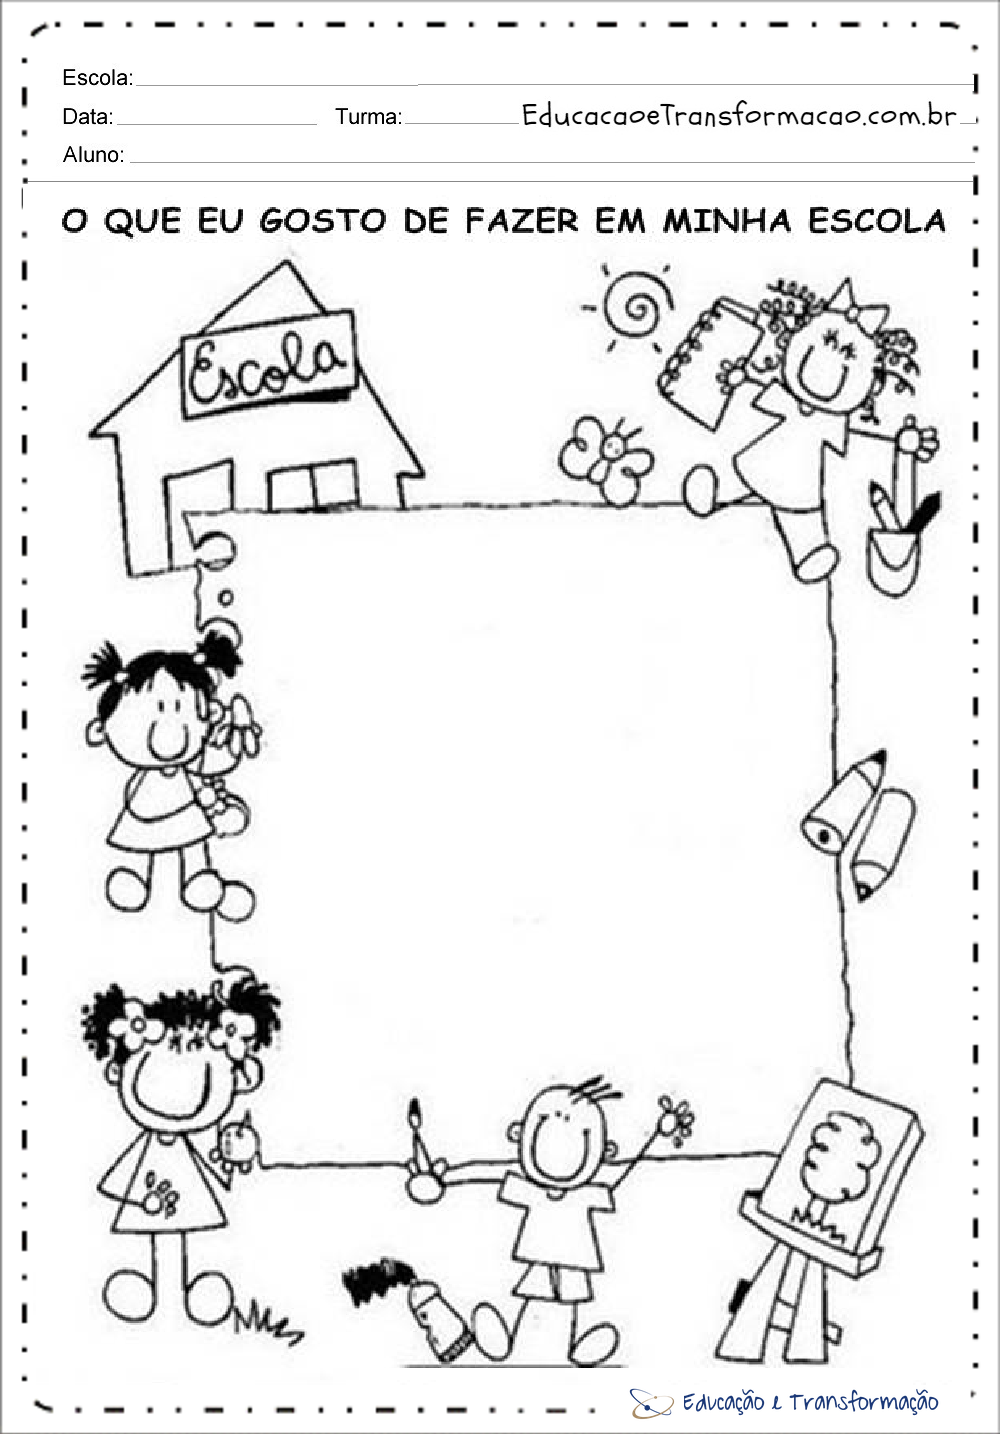 Escola:
Data: Turma: EducacaoeTransformacao.com.br
Aluno:
O QUE EU GOSTO DE FAZER EM MINHA ESCOLA
Escola
Educação e Transformação